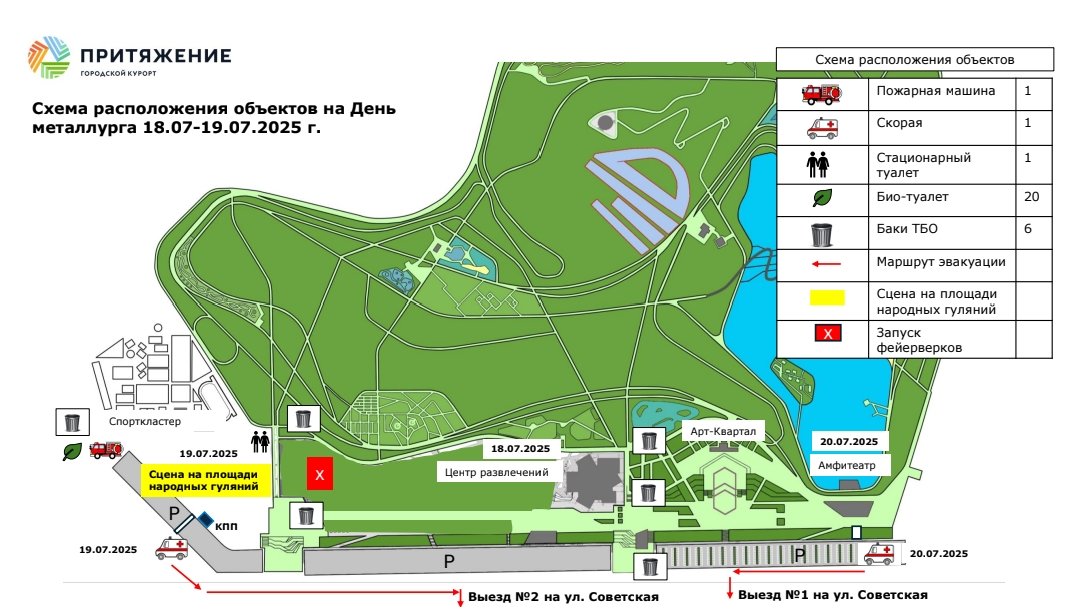 ПРИТЯЖЕНИЕ
ГОРОДСКОЙ КУРОРТ
Схема расположения объектов на День
металлурга 18.07-19.07.2025 г.
Схема расположения объектов
Пожарная машина 1
Скорая 1
Стационарный
туалет 1
Био-туалет 20
Баки ТБО 6
Маршрут эвакуации
Сцена на площади
народных гуляний
X Запуск
фейерверков
Спорткластер
19.07.2025
Сцена на площади
народных гуляний
X
18.07.2025
Центр развлечений
Арт-Квартал
20.07.2025
Амфитеатр
P
кпп
19.07.2025
P
P
20.07.2025
Выезд №2 на ул. Советская
Выезд №1 на ул. Советская